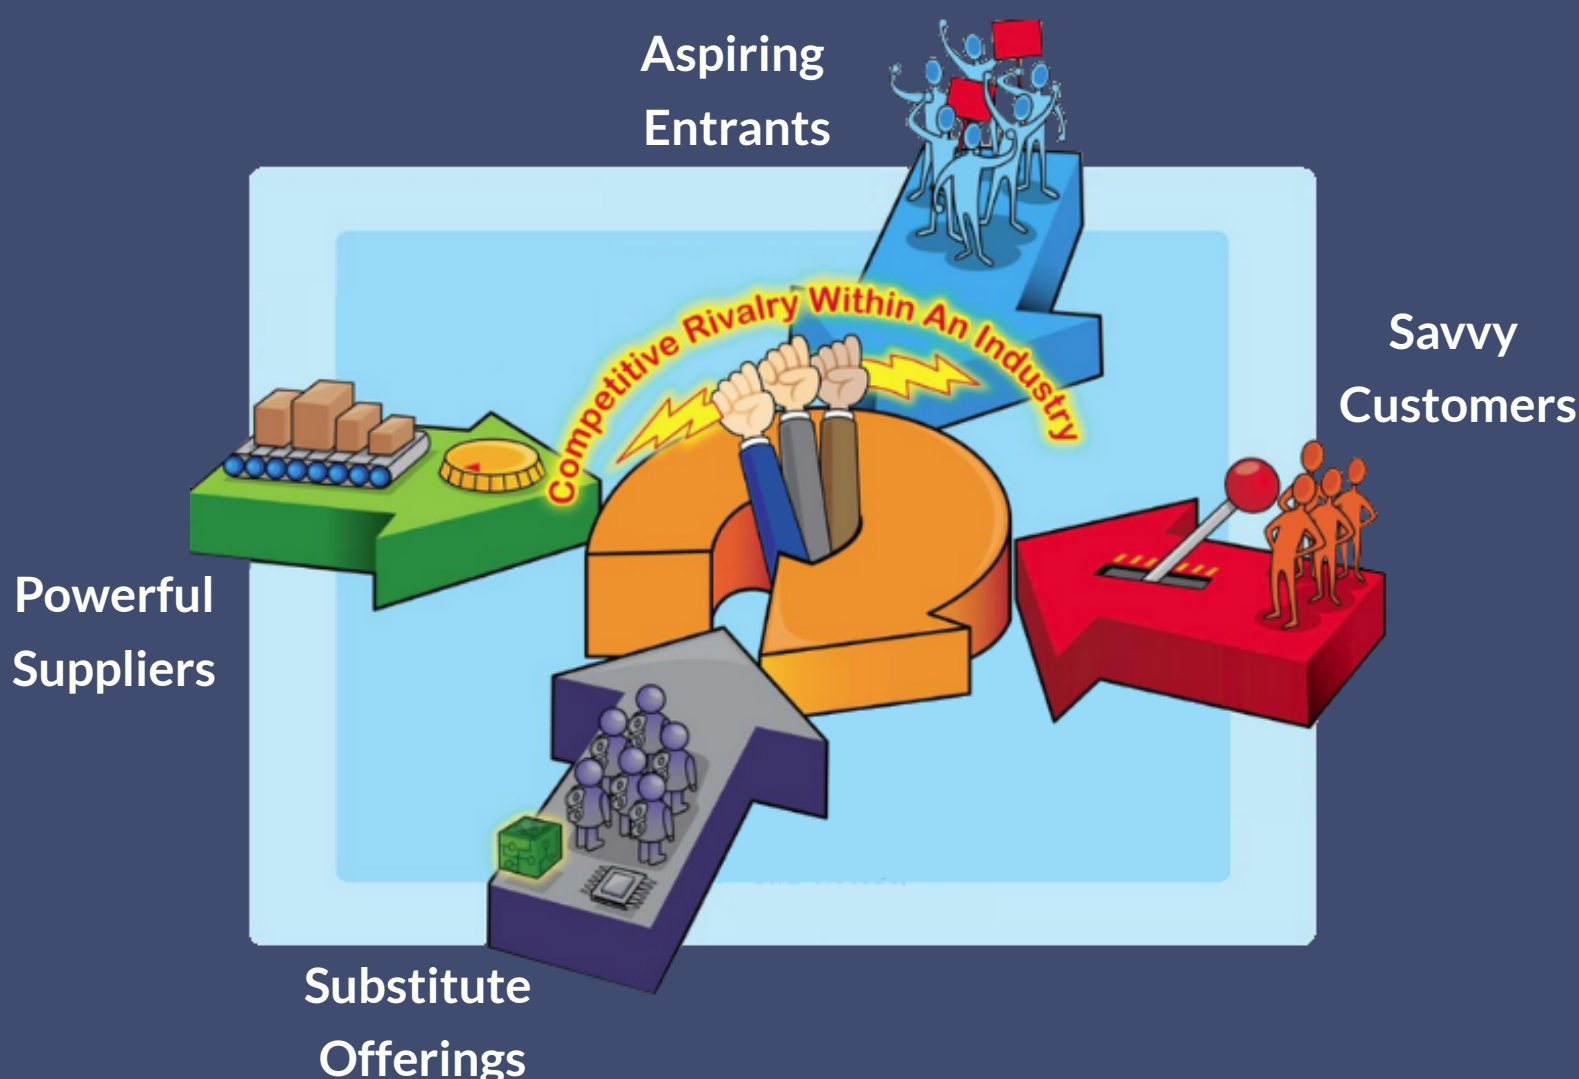 Aspiring
Entrants
Competitive Rivalry Within An Industry
Savvy
Customers
Powerful
Suppliers
Substitute
Offerings